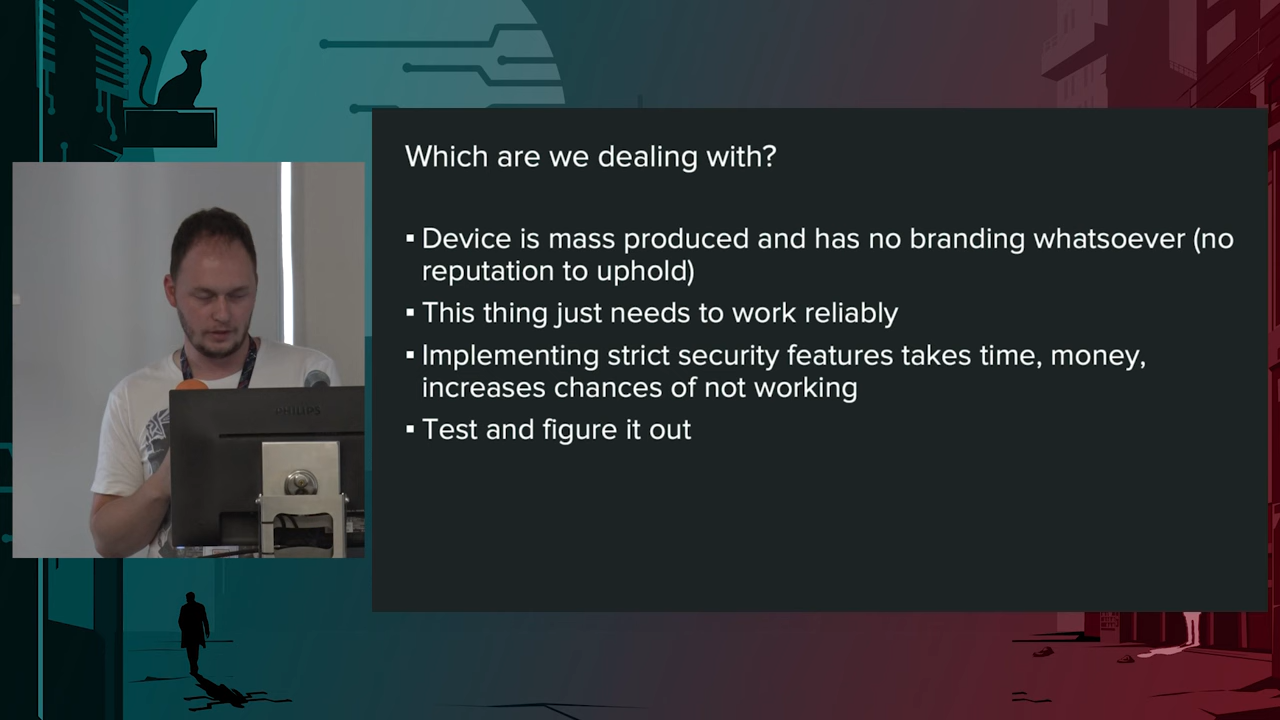 Which are we dealing with?
▪ Device is mass produced and has no branding whatsoever (no
reputation to uphold)
▪ This thing just needs to work reliably
▪ Implementing strict security features takes time, money,
increases chances of not working
▪ Test and figure it out
PHILIPS